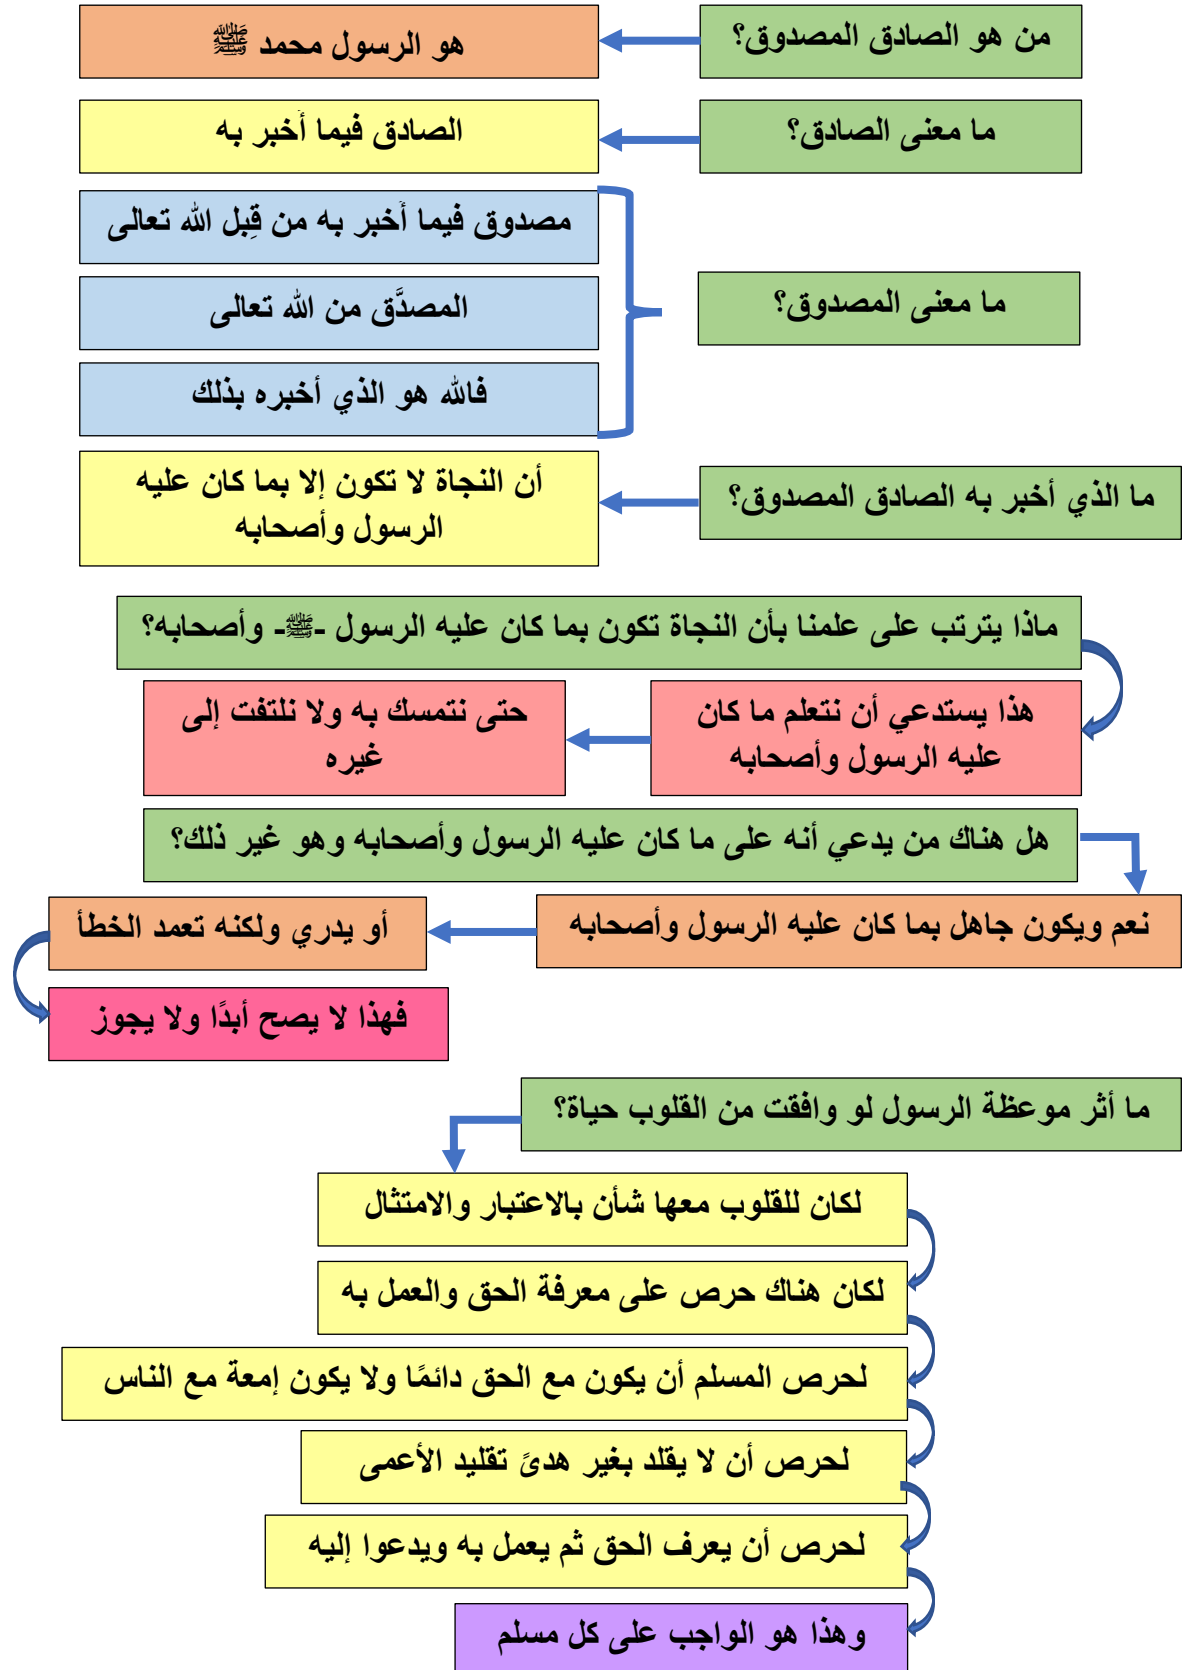 من هو الصادق المصدوق؟
هو الرسول محمد ﷺ
ما معنى الصادق؟
الصادق فيما أخبر به
ما معنى المصدوق؟
مصدوق فيما أخبر به من قِبل الله تعالى
المصدَّق من الله تعالى
فالله هو الذي أخبره بذلك
ما الذي أخبر به الصادق المصدوق؟
أن النجاة لا تكون إلا بما كان عليه
الرسول وأصحابه
ماذا يترتب على علمنا بأن النجاة تكون بما كان عليه الرسول -ﷺ- وأصحابه؟
هذا يستدعي أن نتعلم ما كان
عليه الرسول وأصحابه
حتى نتمسك به ولا نلتفت إلى
غيره
هل هناك من يدعي أنه على ما كان عليه الرسول وأصحابه وهو غير ذلك؟
نعم ويكون جاهل بما كان عليه الرسول وأصحابه
أو يدري ولكنه تعمد الخطأ
فهذا لا يصح أبدًا ولا يجوز
ما أثر موعظة الرسول لو وافقت من القلوب حياة؟
لكان للقلوب معها شأن بالاعتبار والامتثال
لكان هناك حرص على معرفة الحق والعمل به
لحرص المسلم أن يكون مع الحق دائمًا ولا يكون إمعة مع الناس
لحرص أن لا يقلد بغير هدىً تقليد الأعمى
لحرص أن يعرف الحق ثم يعمل به ويدعوا إليه
وهذا هو الواجب على كل مسلم